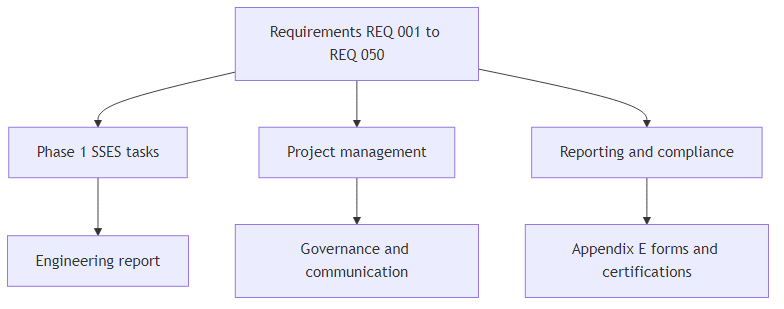 Requirements REQ 001 to
REQ 050
Phase 1 SSES tasks
Project management
Reporting and compliance
Engineering report
Governance and
communication
Appendix E forms and
certifications